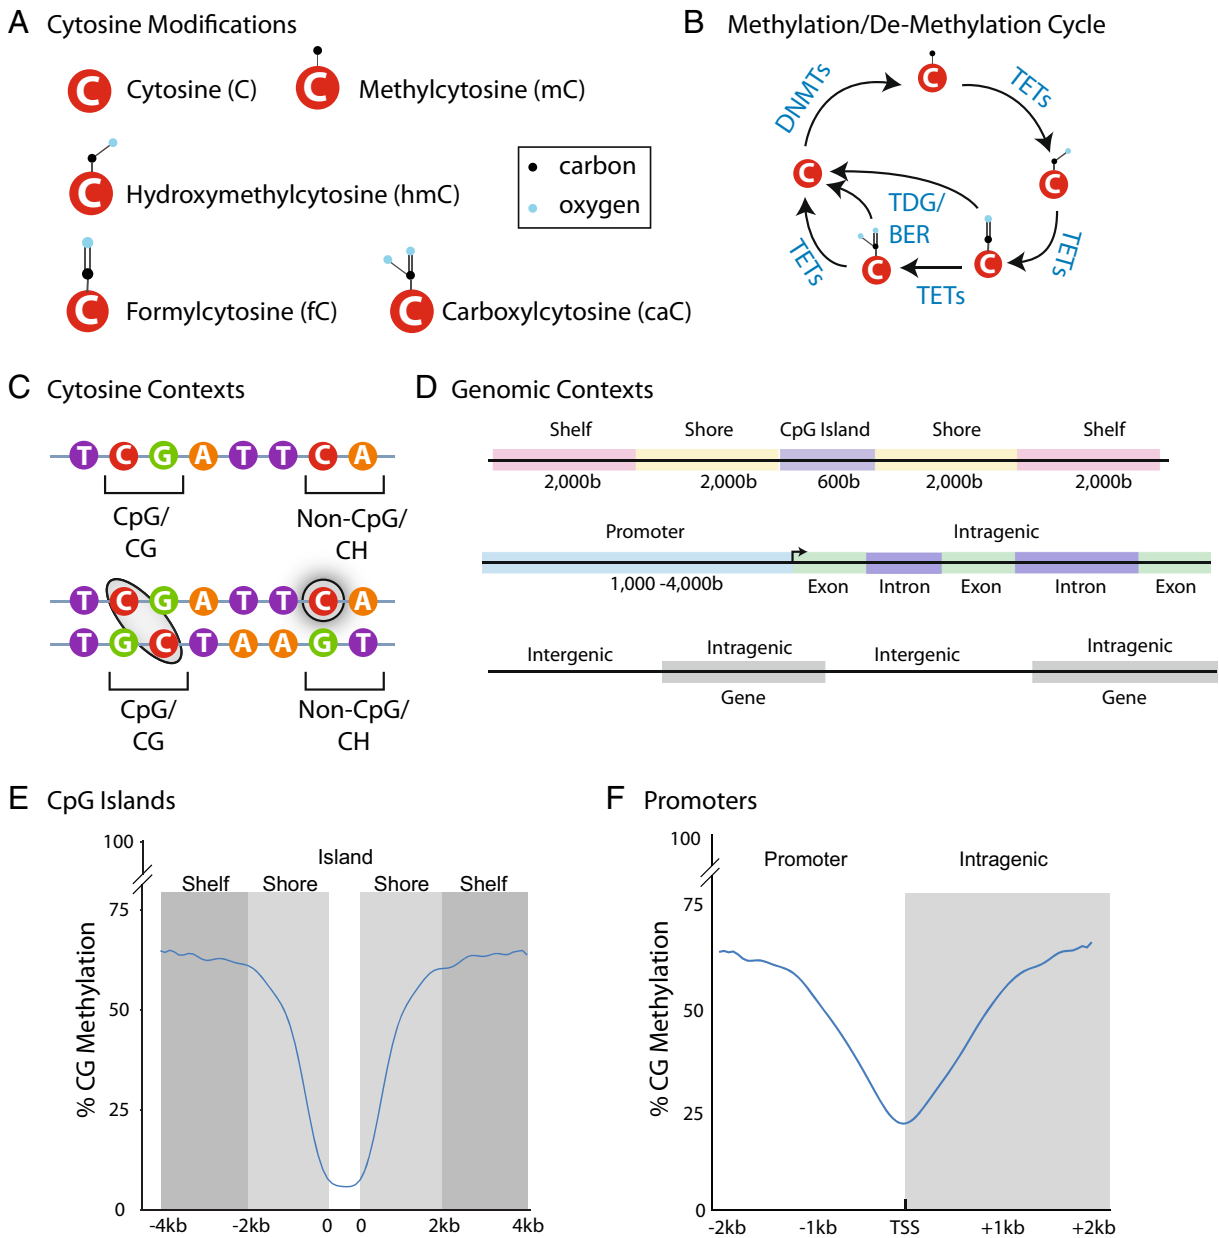 A Cytosine Modifications
C Cytosine (C)
C Methylcytosine (mC)
C Hydroxymethylcytosine (hmC)
carbon
oxygen
C Formylcytosine (fC)
C Carboxylcytosine (caC)
B Methylation/De-Methylation Cycle
C
DNMTs
TETs
C
C
TDG/
BER
TETs
C
C
TETs
TETs
C Cytosine Contexts
T C G A T T C A
CpG/
CG
Non-CpG/
CH
T C G A T T C A
T G C T A A G T
CpG/
CG
Non-CpG/
CH
D Genomic Contexts
Shelf Shore CpG Island Shore Shelf
2,000b 2,000b 600b 2,000b 2,000b
Promoter Intragenic
1,000 -4,000b Exon Intron Exon Intron Exon
Intergenic Intragenic Intergenic Intragenic
Gene Gene
E CpG Islands
100
Island
Shelf Shore Shore Shelf
75
50
25
0
% CG Methylation
-4kb -2kb 0 0 2kb 4kb
F Promoters
100
Promoter Intragenic
75
50
25
0
% CG Methylation
-2kb -1kb TSS +1kb +2kb